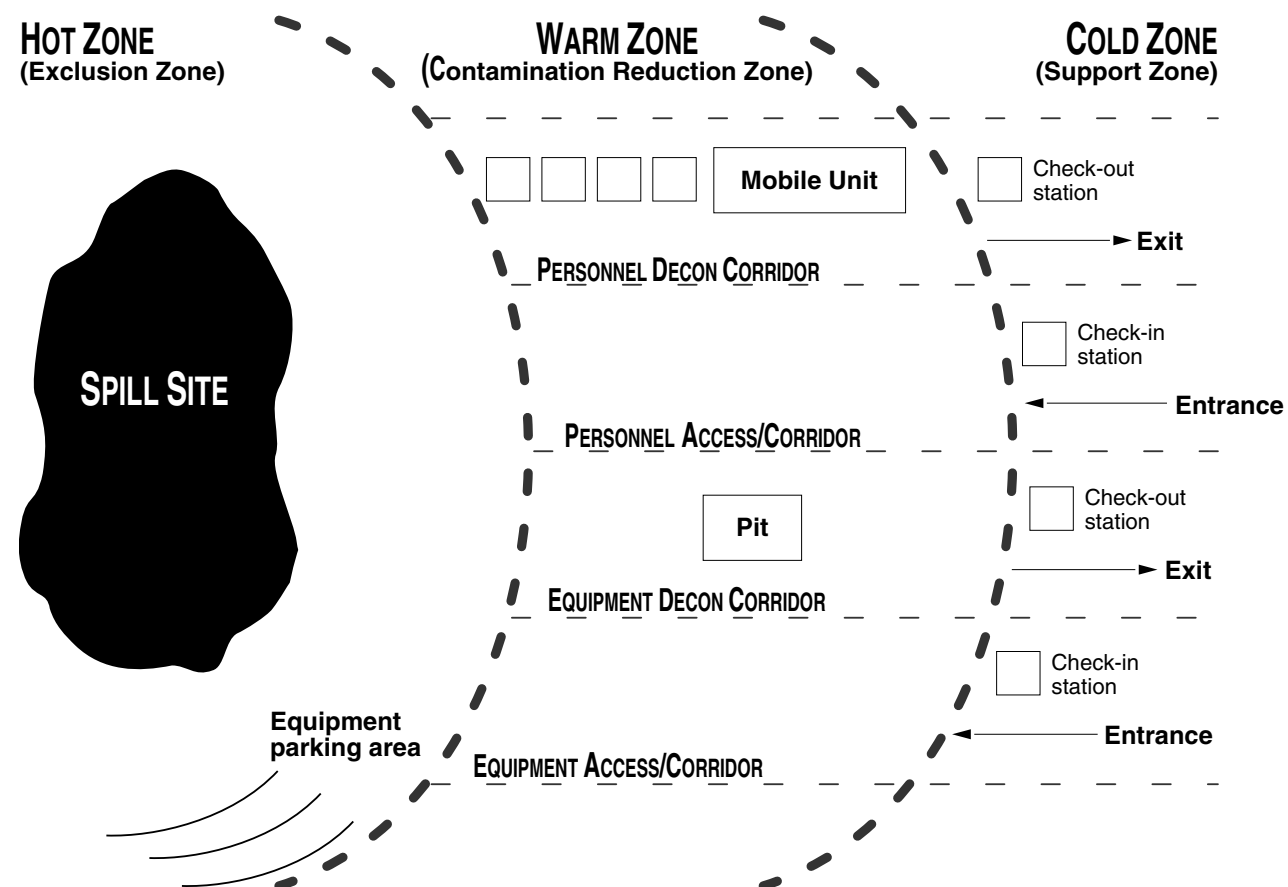 HOT ZONE
(Exclusion Zone)
WARM ZONE
(Contamination Reduction Zone)
COLD ZONE
(Support Zone)
Mobile Unit
Check-out
station
Exit
PERSONNEL DECON CORRIDOR
Check-in
station
SPILL SITE
Entrance
PERSONNEL ACCESS/CORRIDOR
Check-out
station
Pit
Exit
EQUIPMENT DECON CORRIDOR
Check-in
station
Equipment
parking area
Entrance
EQUIPMENT ACCESS/CORRIDOR